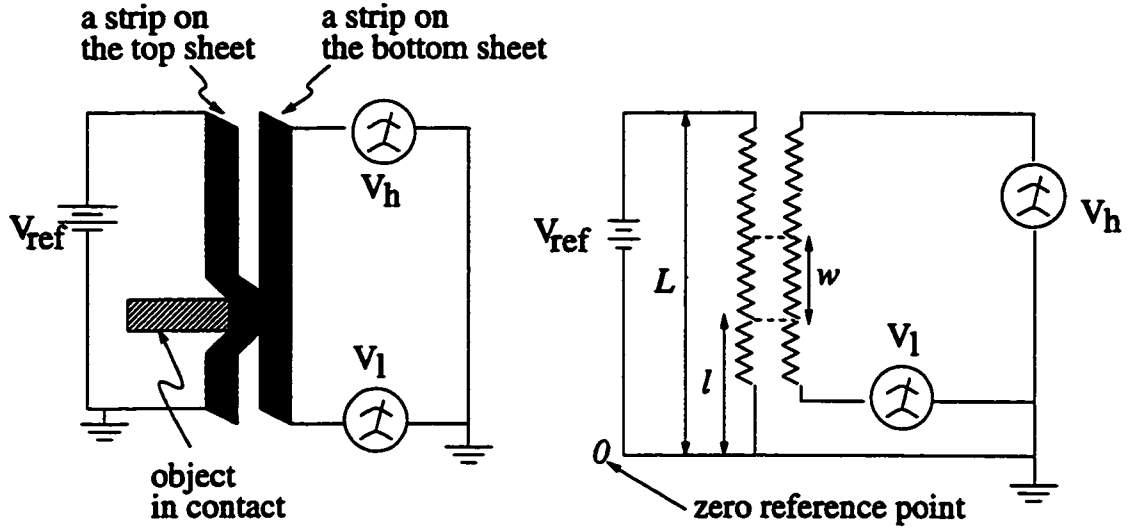 a strip on
the top sheet
a strip on
the bottom sheet
Vref
Vh
Vl
object
in contact
Vref
L
l
w
Vh
Vl
0
zero reference point